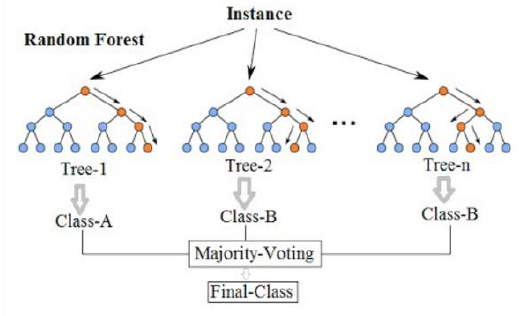 Instance
Random Forest
...
Tree-1
Tree-2
Tree-n
Class-A
Class-B
Class-B
Majority-Voting
Final-Class